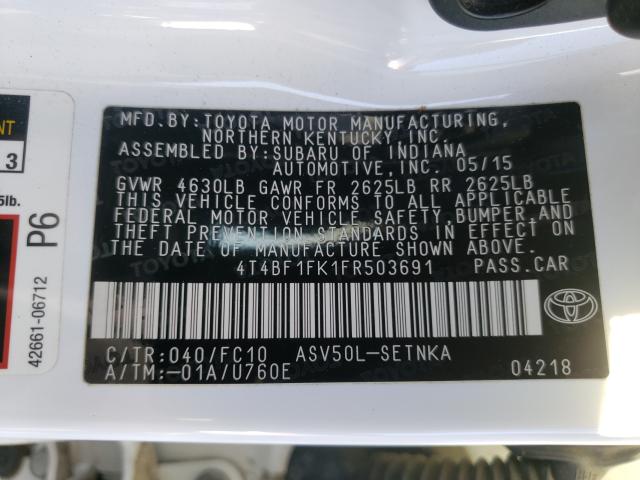 MFD.BY:TOYOTA MOTOR MANUFACTURING,
NORTHERN KENTUCKY,INC.
ASSEMBLED BY:SUBARU OF INDIANA
AUTOMOTIVE,INC. 05/15
GVWR 4630LB GAWR FR 2625LB RR 2625LB
THIS VEHICLE CONFORMS TO ALL APPLICABLE
FEDERAL MOTOR VEHICLE SAFETY,BUMPER,AND
THEFT PREVENTION STANDARDS IN EFFECT ON
THE DATE OF MANUFACTURE SHOWN ABOVE.
4T4BF1FK1FR503691 PASS.CAR
C/TR:040/FC10 ASV50L-SETNKA
A/TM:-01A/U760E 04218
3
5lb.
P6
42661-06712